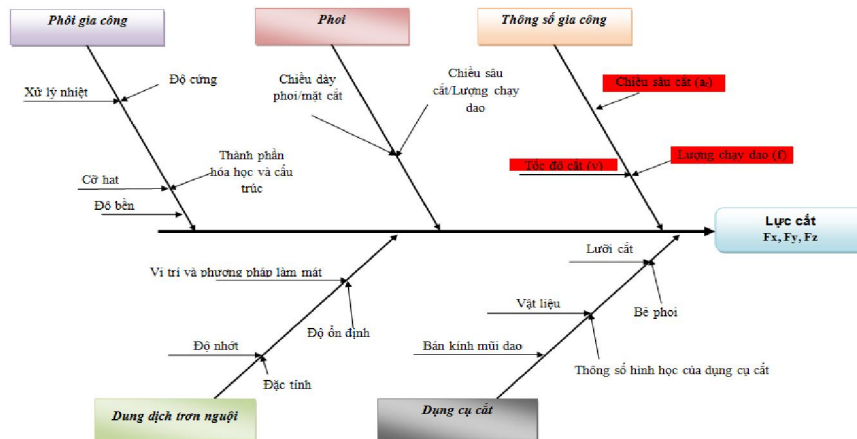 Phôi gia công
Phoi
Thông số gia công
Xử lý nhiệt
Độ cứng
Chiều dày
phoi/mặt cắt
Chiều sâu
cắt/Lượng chạy
dao
Chiều sâu cắt (aₜ)
Thành phần
hóa học và cấu
trúc
Cỡ hat
Đô bền
Tốc độ cắt (v)
Lượng chạy dao (f)
Lực cắt
Fx, Fy, Fz
Vi trí và phương pháp làm mát
Độ ổn định
Độ nhớt
Đặc tính
Lưỡi cắt
Bẻ phoi
Vật liệu
Bán kính mũi dao
Thông số hình học của dụng cụ cắt
Dung dịch trơn nguội
Dụng cụ cắt